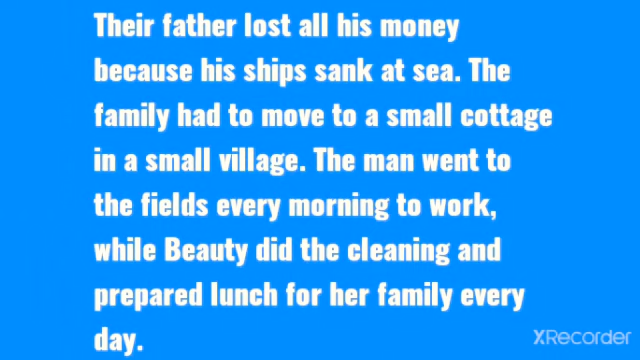 Their father lost all his money
because his ships sank at sea. The
family had to move to a small cottage
in a small village. The man went to
the fields every morning to work,
while Beauty did the cleaning and
prepared lunch for her family every
day.
XRecorder